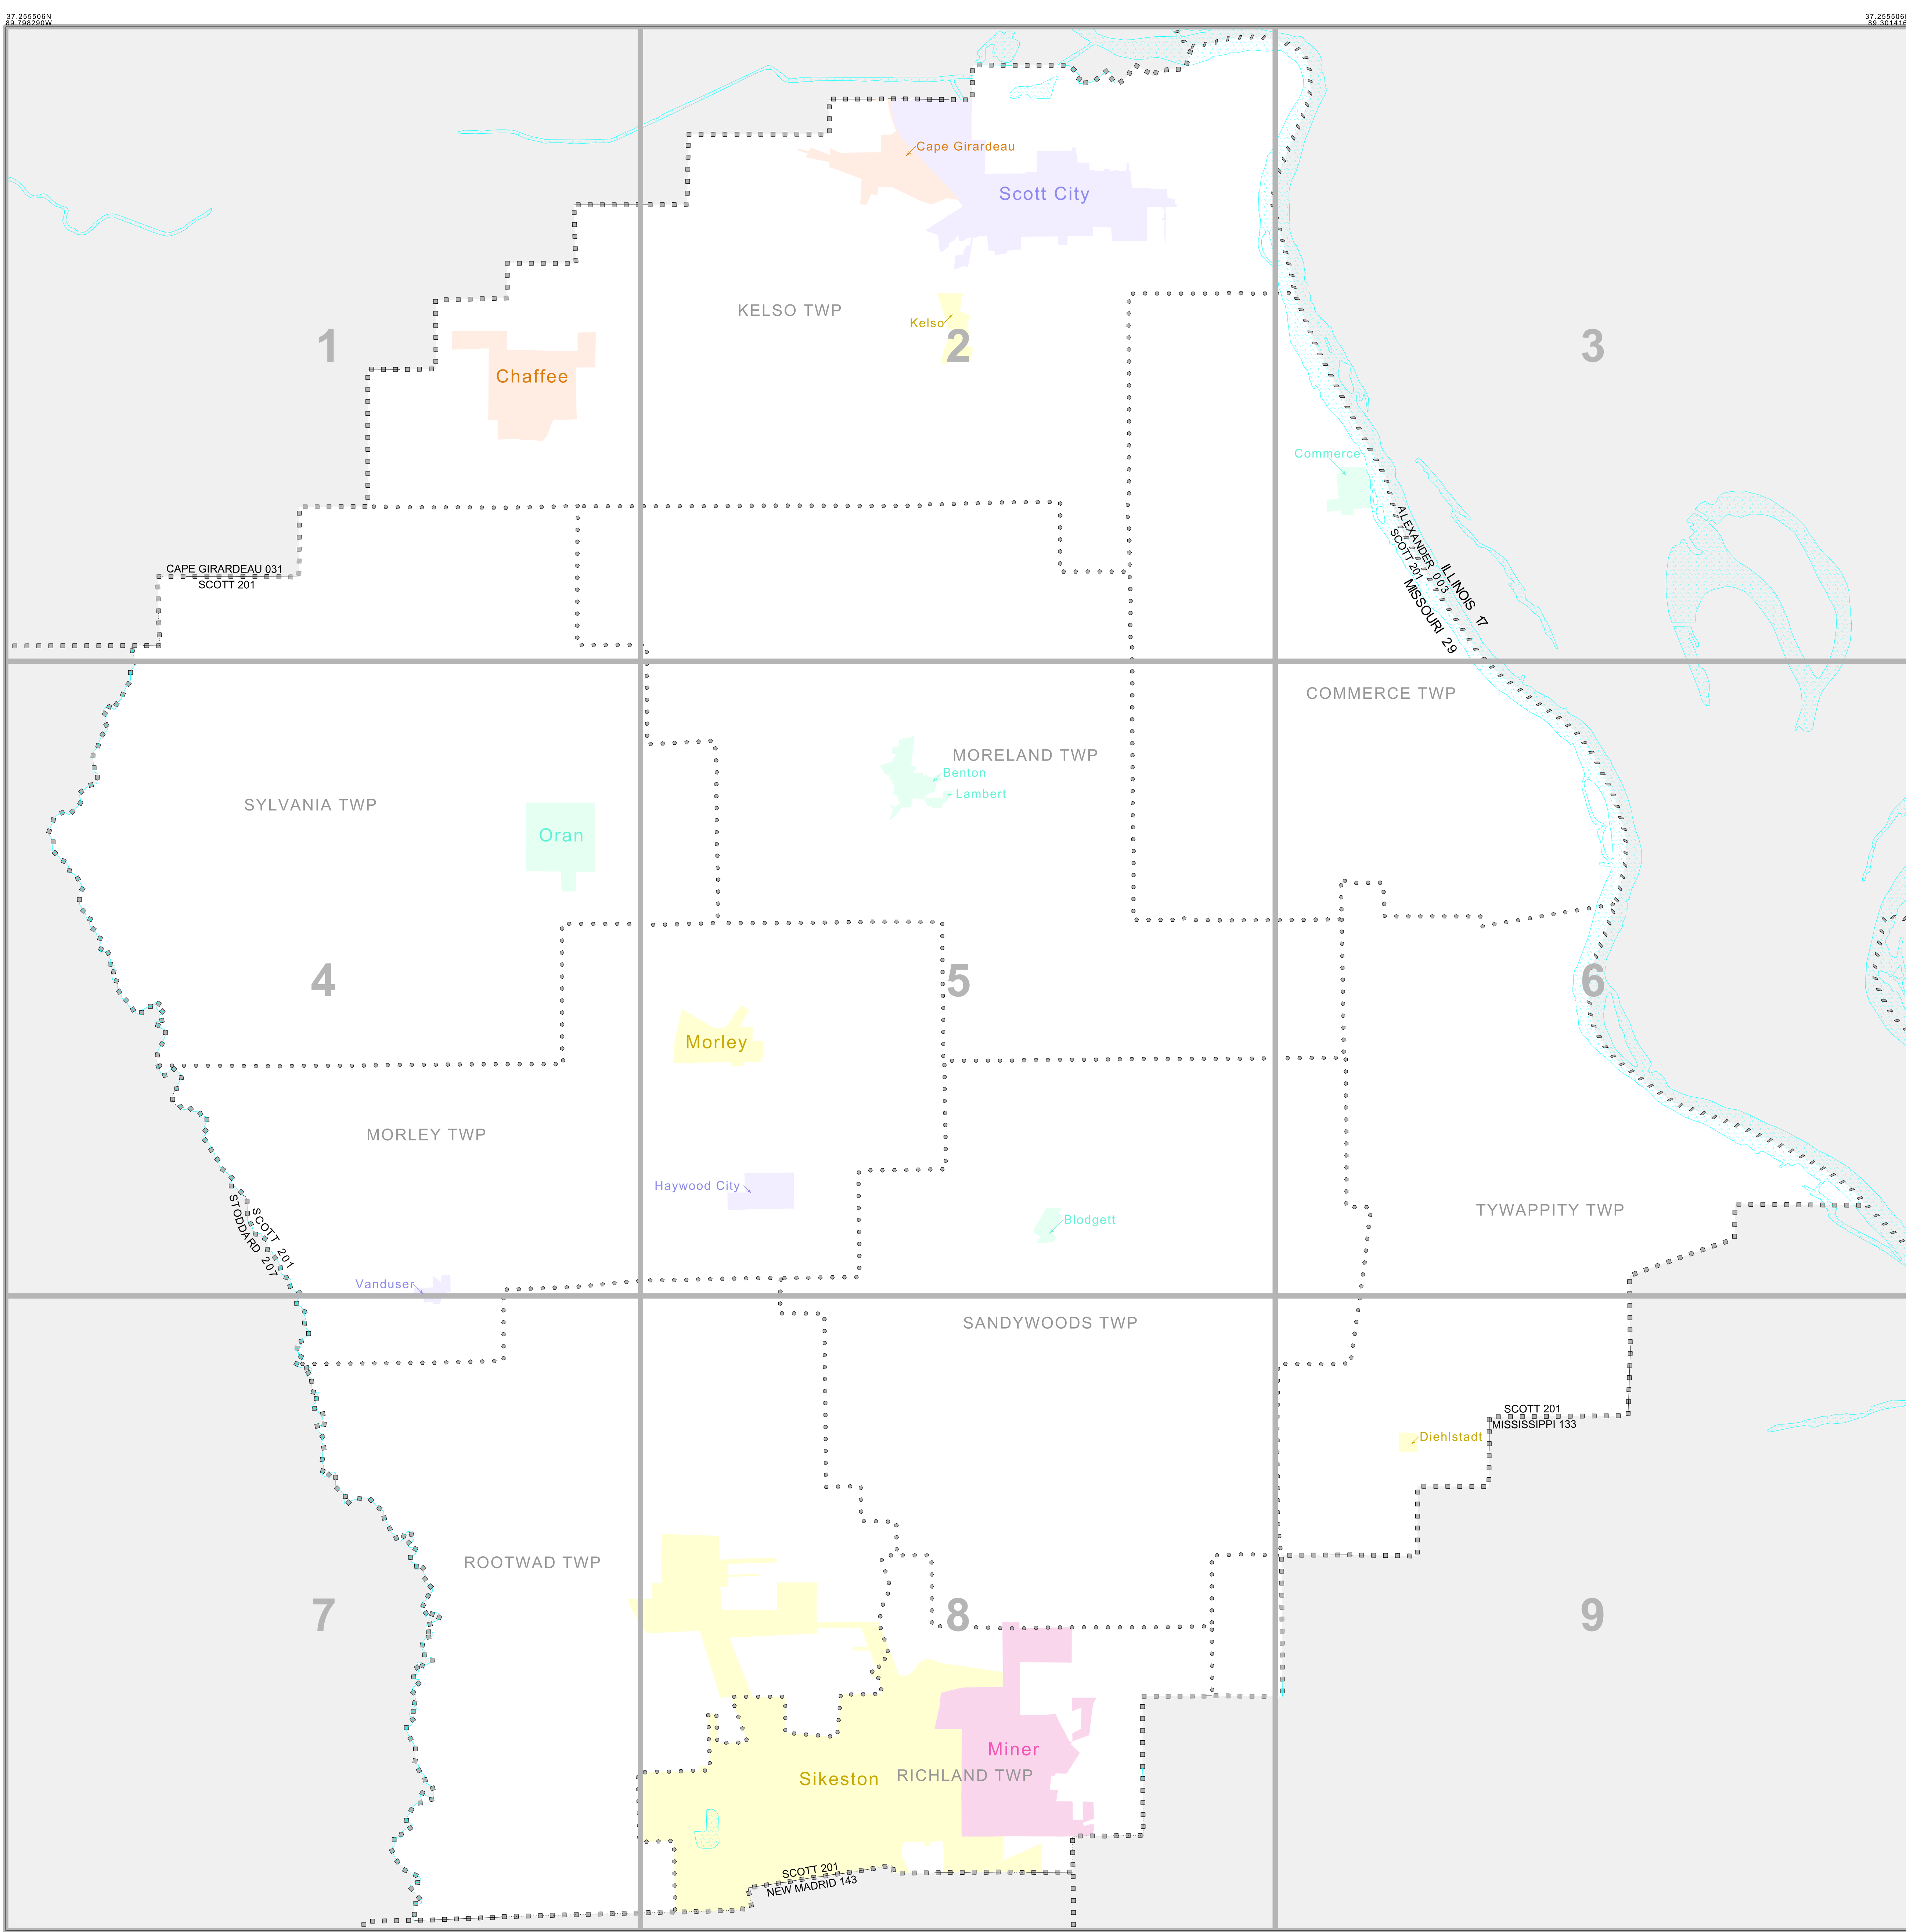 37.255506N
89.798290W
37.255506
89.301416
Cape Girardeau
Scott City
KELSO TWP
Kelso
1
2
3
Chaffee
Commerce
CAPE GIRARDEAU 031
SCOTT 201
ALEXANDER 003
SCOTT 201
ILLINOIS 17
MISSOURI 29
COMMERCE TWP
MORELAND TWP
Benton
Lambert
SYLVANIA TWP
Oran
4
5
6
Morley
MORLEY TWP
Haywood City
Blodgett
TYWAPPITY TWP
SCOTT 201
STODDARD 207
Vanduser
SANDYWOODS TWP
SCOTT 201
MISSISSIPPI 133
Diehlstadt
ROOTWAD TWP
7
8
9
Miner
Sikeston
RICHLAND TWP
SCOTT 201
NEW MADRID 143